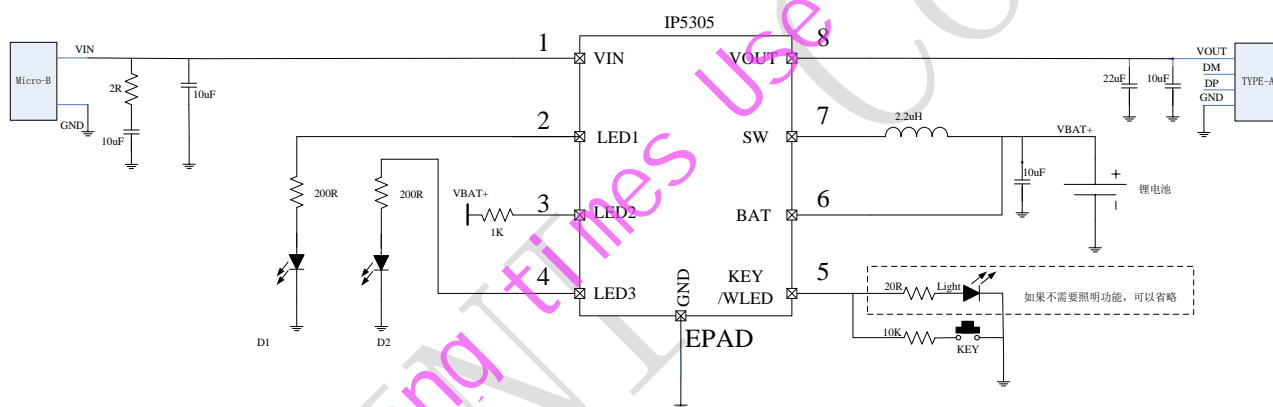 IP5305
Micro-B
VIN
GND
2R
10uF
10uF
1
VIN
2
LED1
200R
200R
VBAT+
1K
3
LED2
4
LED3
D1
D2
GND
EPAD
8
VOUT
7
SW
2.2uH
6
BAT
5
KEY
/WLED
22uF
10uF
VOUT
DM
DP
GND
TYPE-A
VBAT+
10uF
锂电池
20R
Light
如果不需要照明功能，可以省略
10K
KEY
ng times Use